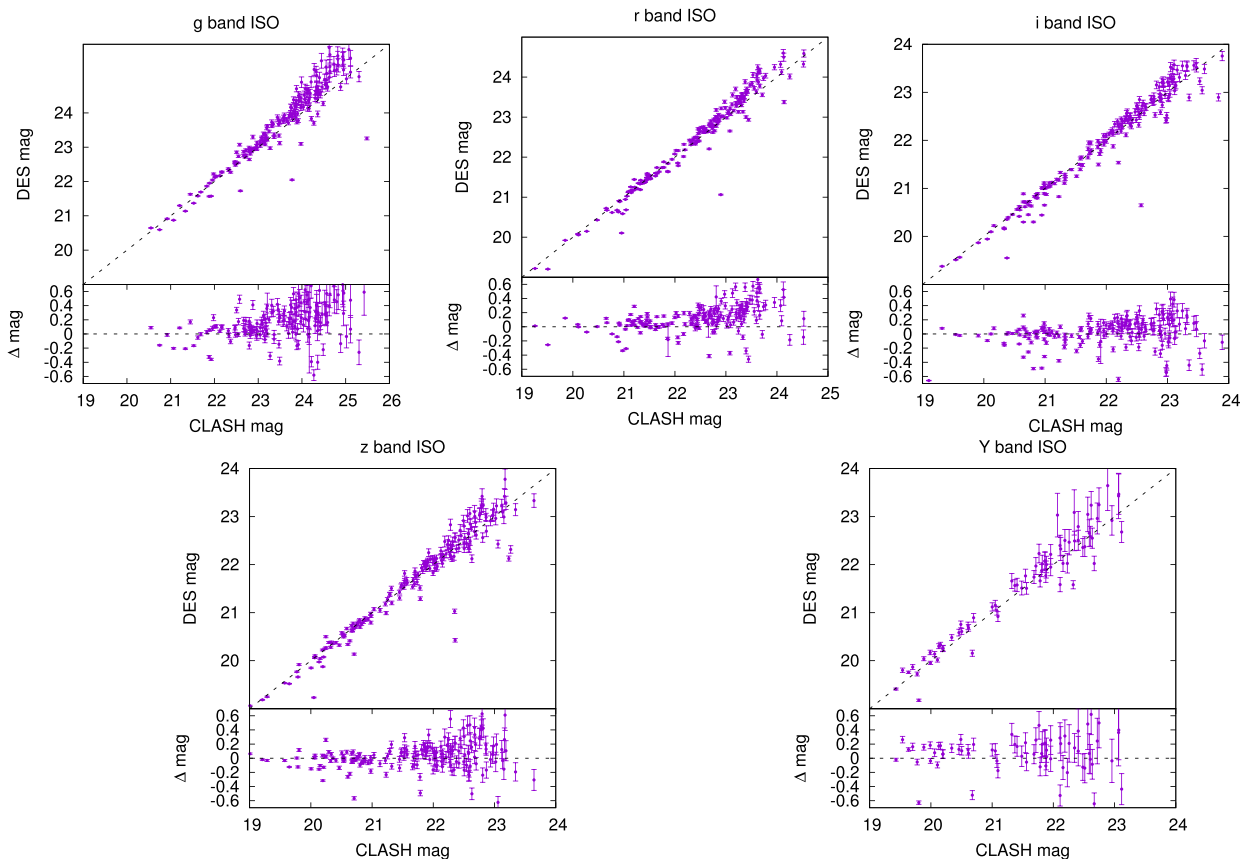 g band ISO
r band ISO
i band ISO
DES mag
24
23
22
21
20
DES mag
25
24
23
22
21
20
DES mag
24
23
22
21
20
Δ mag
0.6
0.4
0.2
0
-0.2
-0.4
-0.6
Δ mag
0.6
0.4
0.2
0
-0.2
-0.4
-0.6
Δ mag
0.6
0.4
0.2
0
-0.2
-0.4
-0.6
19 20 21 22 23 24 25 26
19 20 21 22 23 24 25
19 20 21 22 23 24
CLASH mag
CLASH mag
CLASH mag
z band ISO
Y band ISO
DES mag
24
23
22
21
20
DES mag
24
23
22
21
20
Δ mag
0.6
0.4
0.2
0
-0.2
-0.4
-0.6
Δ mag
0.6
0.4
0.2
0
-0.2
-0.4
-0.6
19 20 21 22 23 24
19 20 21 22 23 24
CLASH mag
CLASH mag